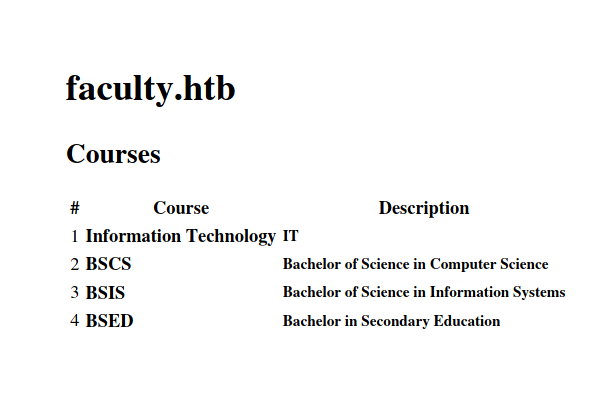 faculty.htb
Courses
# Course Description
1 Information Technology IT
2 BSCS Bachelor of Science in Computer Science
3 BSIS Bachelor of Science in Information Systems
4 BSED Bachelor in Secondary Education